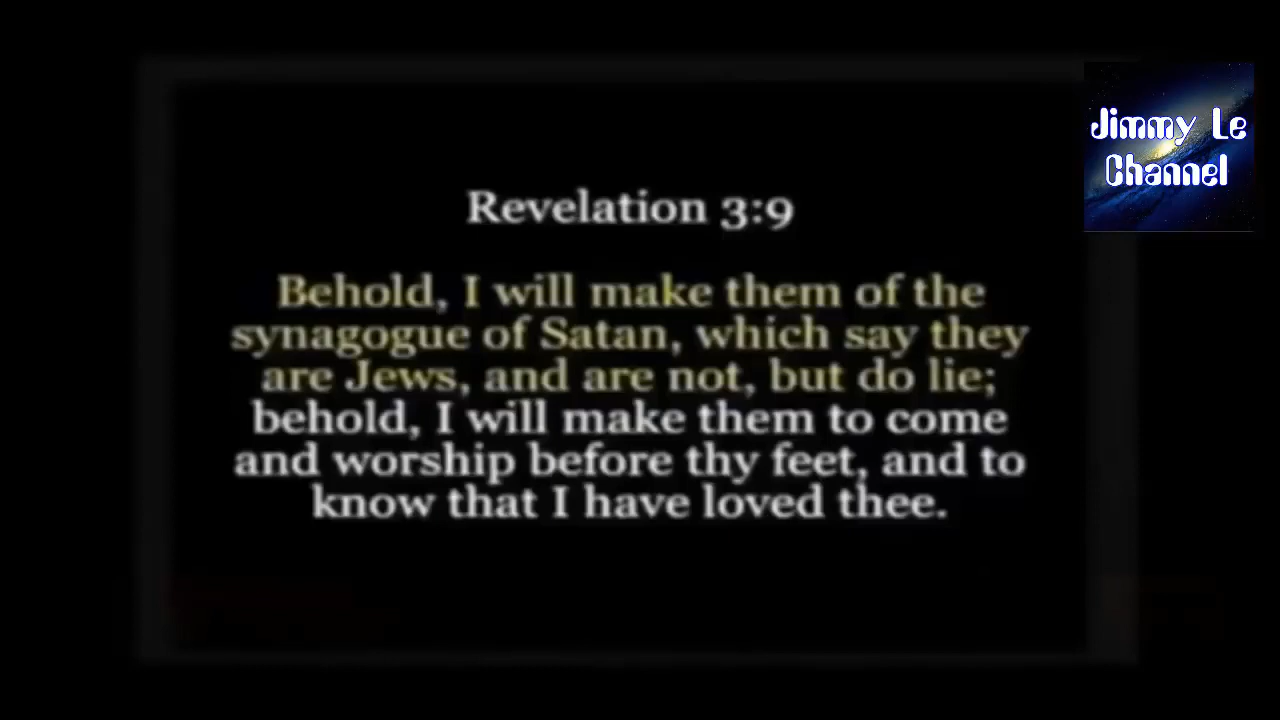 Jimmy Le
Channel
Revelation 3:9
Behold, I will make them of the
synagogue of Satan, which say they
are Jews, and are not, but do lie;
behold, I will make them to come
and worship before thy feet, and to
know that I have loved thee.